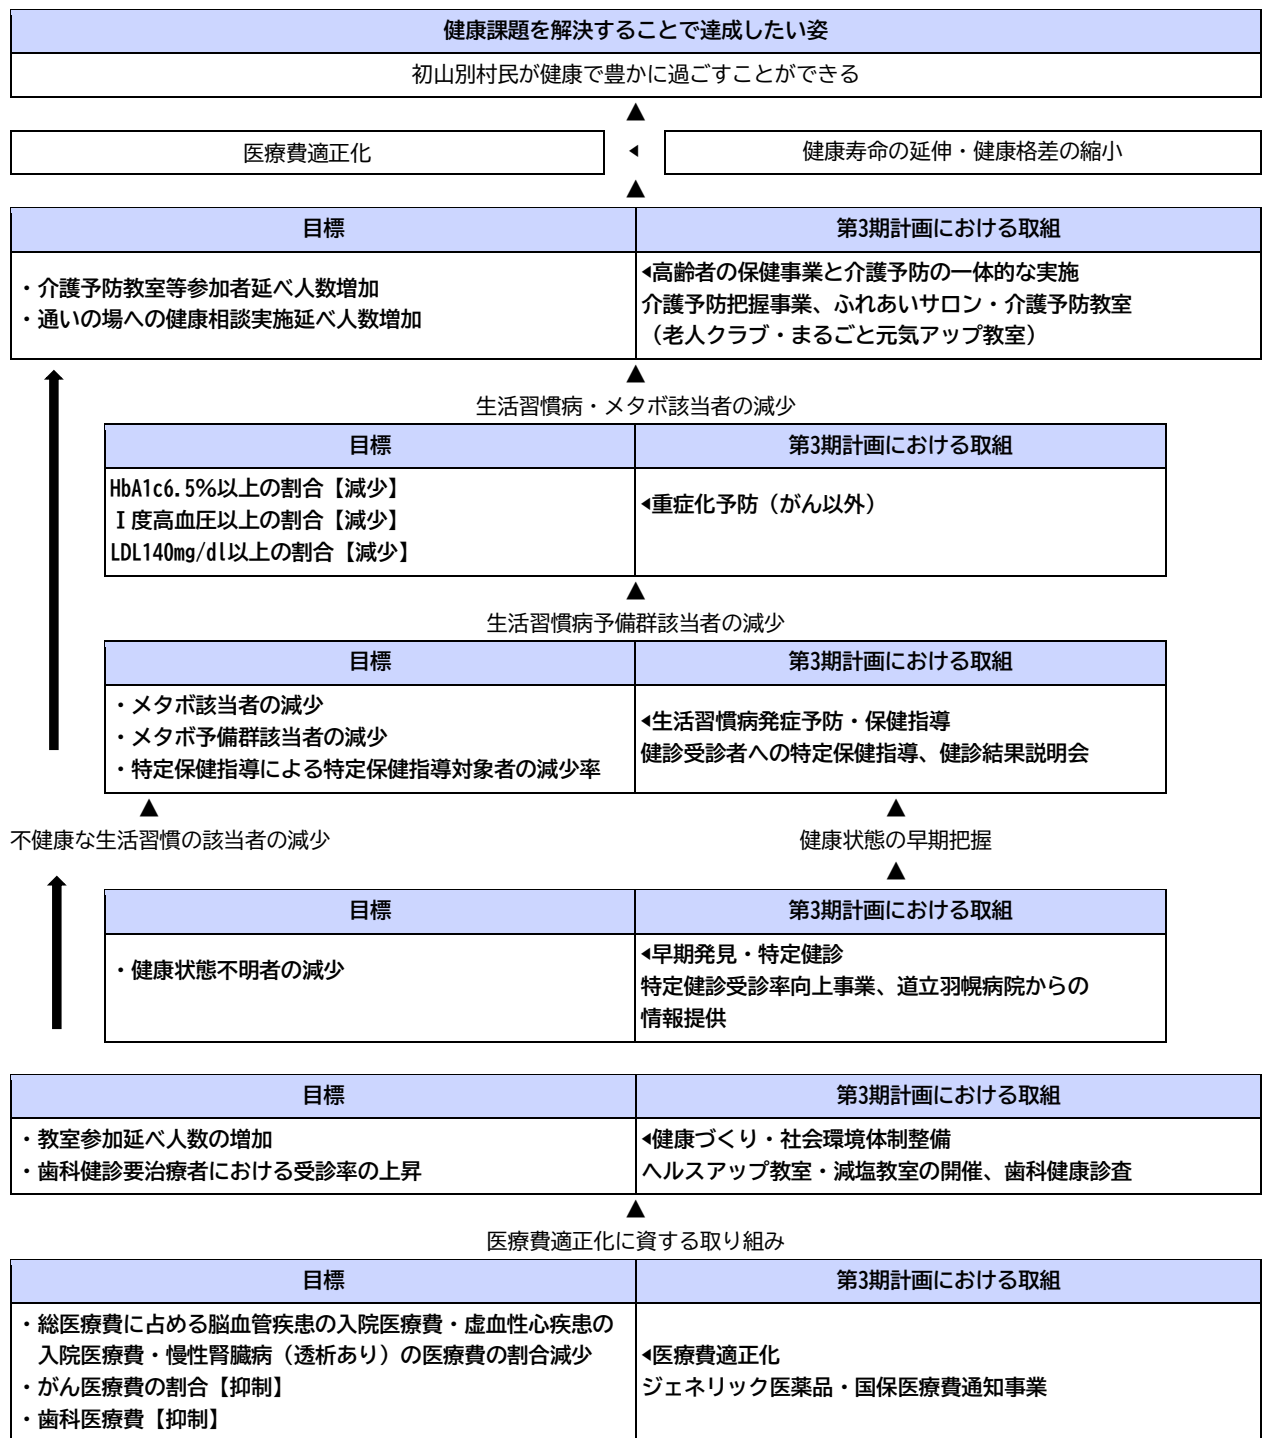 健康課題を解決することで達成したい姿
初山別村民が健康で豊かに過ごすことができる
▲
医療費適正化
◀
健康寿命の延伸・健康格差の縮小
▲
目標
第3期計画における取組
・介護予防教室等参加者延べ人数増加
・通いの場への健康相談実施延べ人数増加
◀高齢者の保健事業と介護予防の一体的な実施
介護予防把握事業、ふれあいサロン・介護予防教室
（老人クラブ・まるごと元気アップ教室）
▲
生活習慣病・メタボ該当者の減少
目標
第3期計画における取組
HbA1c6.5%以上の割合【減少】
Ⅰ度高血圧以上の割合【減少】
LDL140mg/dl以上の割合【減少】
◀重症化予防（がん以外）
▲
生活習慣病予備群該当者の減少
目標
第3期計画における取組
・メタボ該当者の減少
・メタボ予備群該当者の減少
・特定保健指導による特定保健指導対象者の減少率
◀生活習慣病発症予防・保健指導
健診受診者への特定保健指導、健診結果説明会
▲
▲
不健康な生活習慣の該当者の減少
健康状態の早期把握
▲
目標
第3期計画における取組
・健康状態不明者の減少
◀早期発見・特定健診
特定健診受診率向上事業、道立羽幌病院からの
情報提供
目標
第3期計画における取組
・教室参加延べ人数の増加
・歯科健診要治療者における受診率の上昇
◀健康づくり・社会環境体制整備
ヘルスアップ教室・減塩教室の開催、歯科健康診査
▲
医療費適正化に資する取り組み
目標
第3期計画における取組
・総医療費に占める脳血管疾患の入院医療費・虚血性心疾患の
入院医療費・慢性腎臓病（透析あり）の医療費の割合減少
・がん医療費の割合【抑制】
・歯科医療費【抑制】
◀医療費適正化
ジェネリック医薬品・国保医療費通知事業